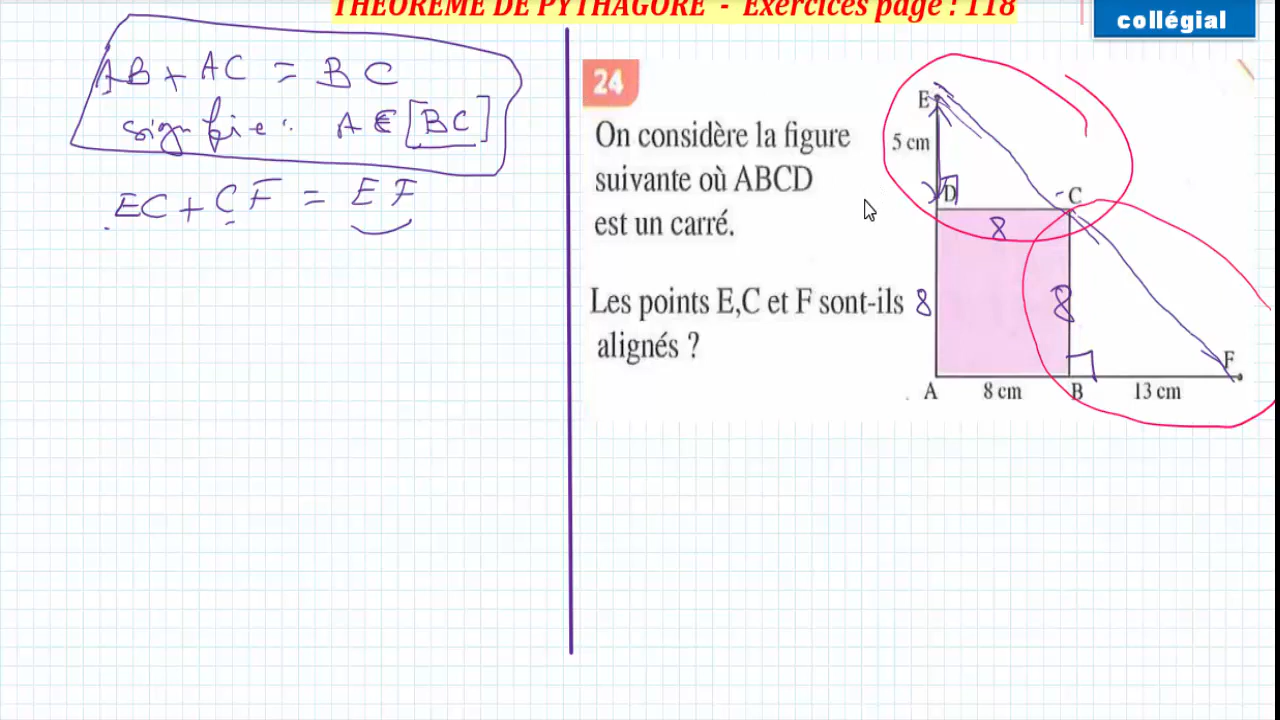 THEOREME DE PYTHAGORE - Exercices page : 118
collégial
AB + AC = BC
signifie : A ∈ [BC]
EC + CF = EF
24
On considère la figure
suivante où ABCD
est un carré.
Les points E,C et F sont-ils
alignés ?
E
5 cm
D
C
8
8
8
F
A
8 cm
B
13 cm